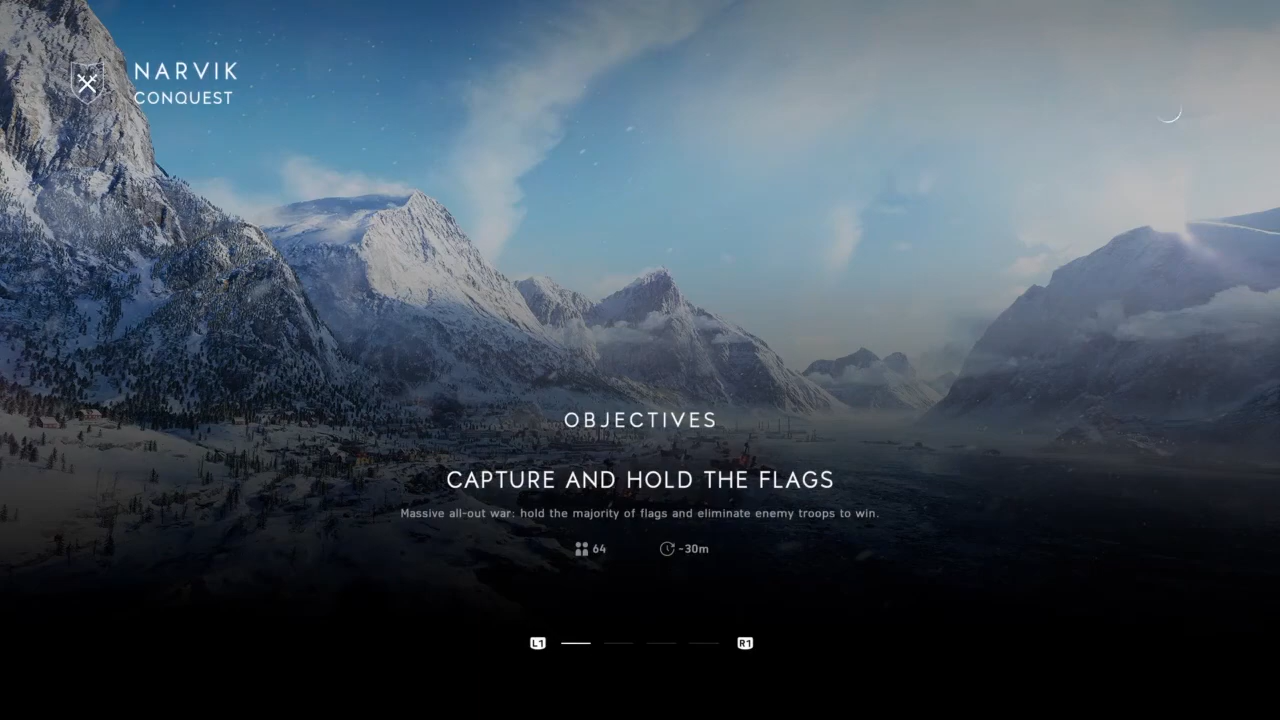 NARVIK
CONQUEST
OBJECTIVES
CAPTURE AND HOLD THE FLAGS
Massive all-out war: hold the majority of flags and eliminate enemy troops to win.
64
~30m
L1
R1